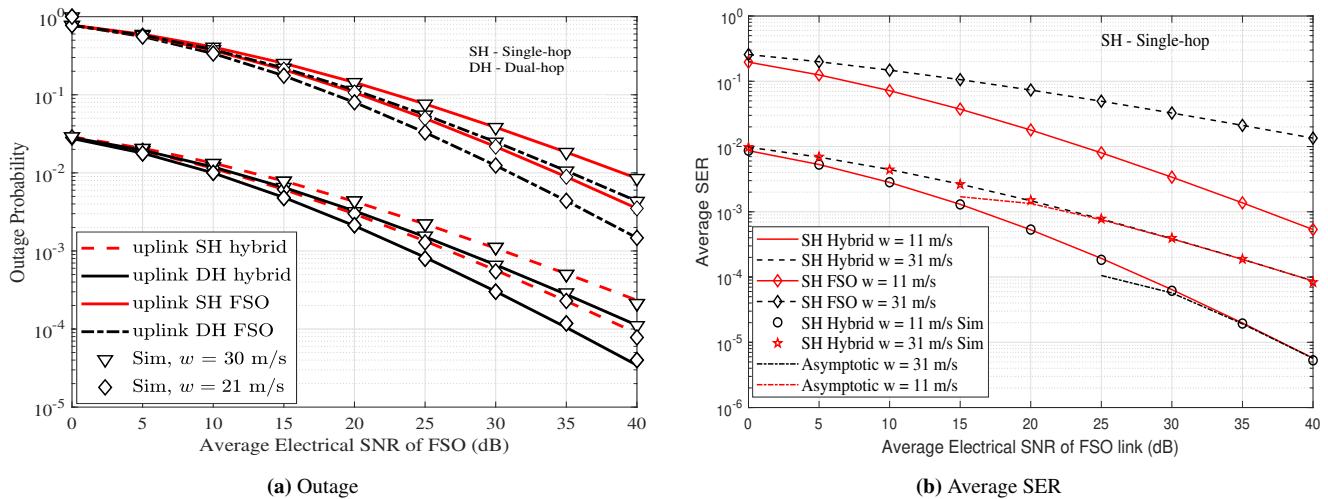 10^0
10^-1
10^-2
10^-3
10^-4
10^-5
Outage Probability
SH - Single-hop
DH - Dual-hop
uplink SH hybrid
uplink DH hybrid
uplink SH FSO
uplink DH FSO
Sim, w = 30 m/s
Sim, w = 21 m/s
0 5 10 15 20 25 30 35 40
Average Electrical SNR of FSO (dB)
(a) Outage
10^0
10^-1
10^-2
10^-3
10^-4
10^-5
10^-6
Average SER
SH - Single-hop
SH Hybrid w = 11 m/s
SH Hybrid w = 31 m/s
SH FSO w = 11 m/s
SH FSO w = 31 m/s
SH Hybrid w = 11 m/s Sim
SH Hybrid w = 31 m/s Sim
Asymptotic w = 31 m/s
Asymptotic w = 11 m/s
0 5 10 15 20 25 30 35 40
Average Electrical SNR of FSO link (dB)
(b) Average SER